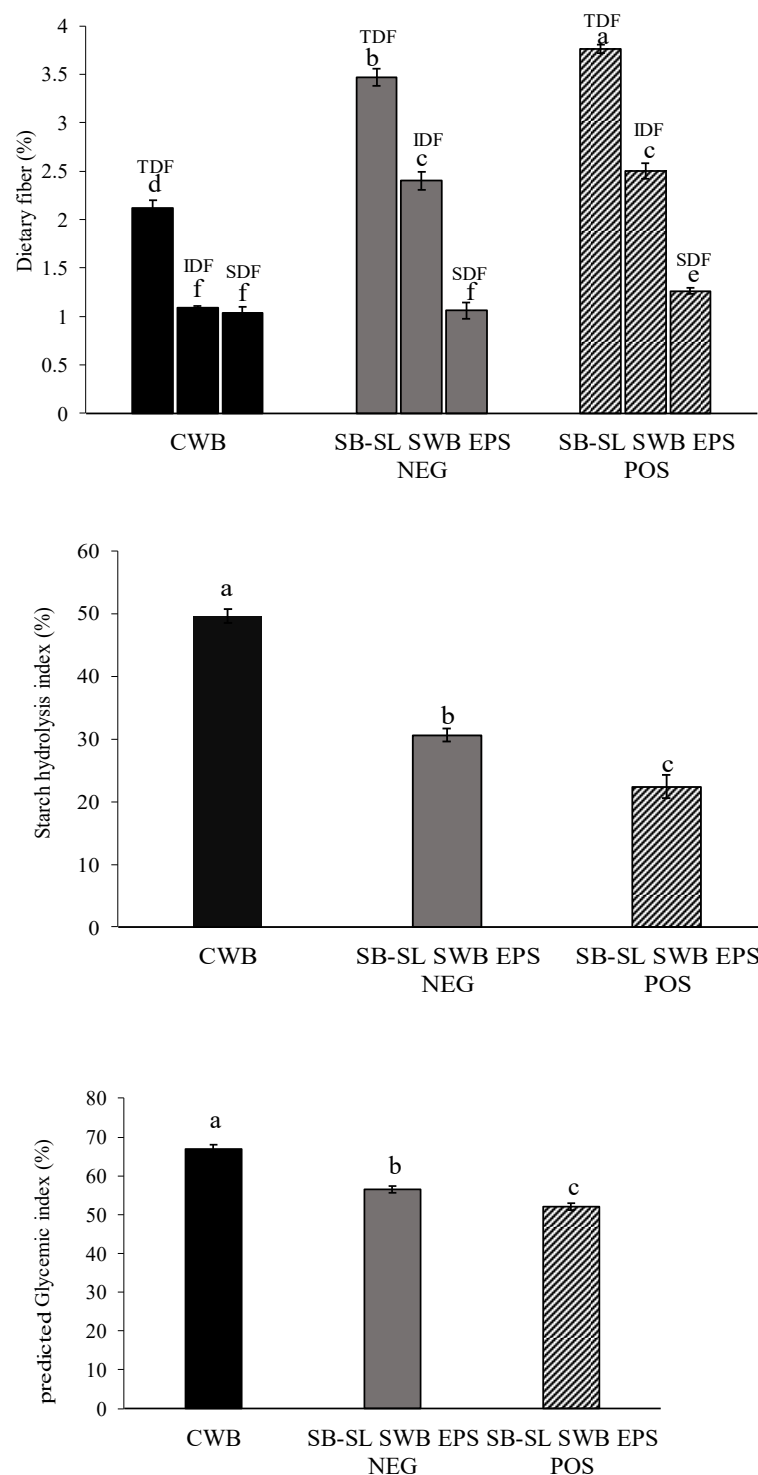 4
3.5
3
2.5
2
1.5
1
0.5
0
Dietary fiber (%)
TDF
d
IDF
f
SDF
f
TDF
b
IDF
c
SDF
f
TDF
a
IDF
c
SDF
e
CWB
SB-SL SWB EPS
NEG
SB-SL SWB EPS
POS
60
50
40
30
20
10
0
Starch hydrolysis index (%)
a
b
c
CWB
SB-SL SWB EPS
NEG
SB-SL SWB EPS
POS
80
70
60
50
40
30
20
10
0
predicted Glycemic index (%)
a
b
c
CWB
SB-SL SWB EPS
NEG
SB-SL SWB EPS
POS